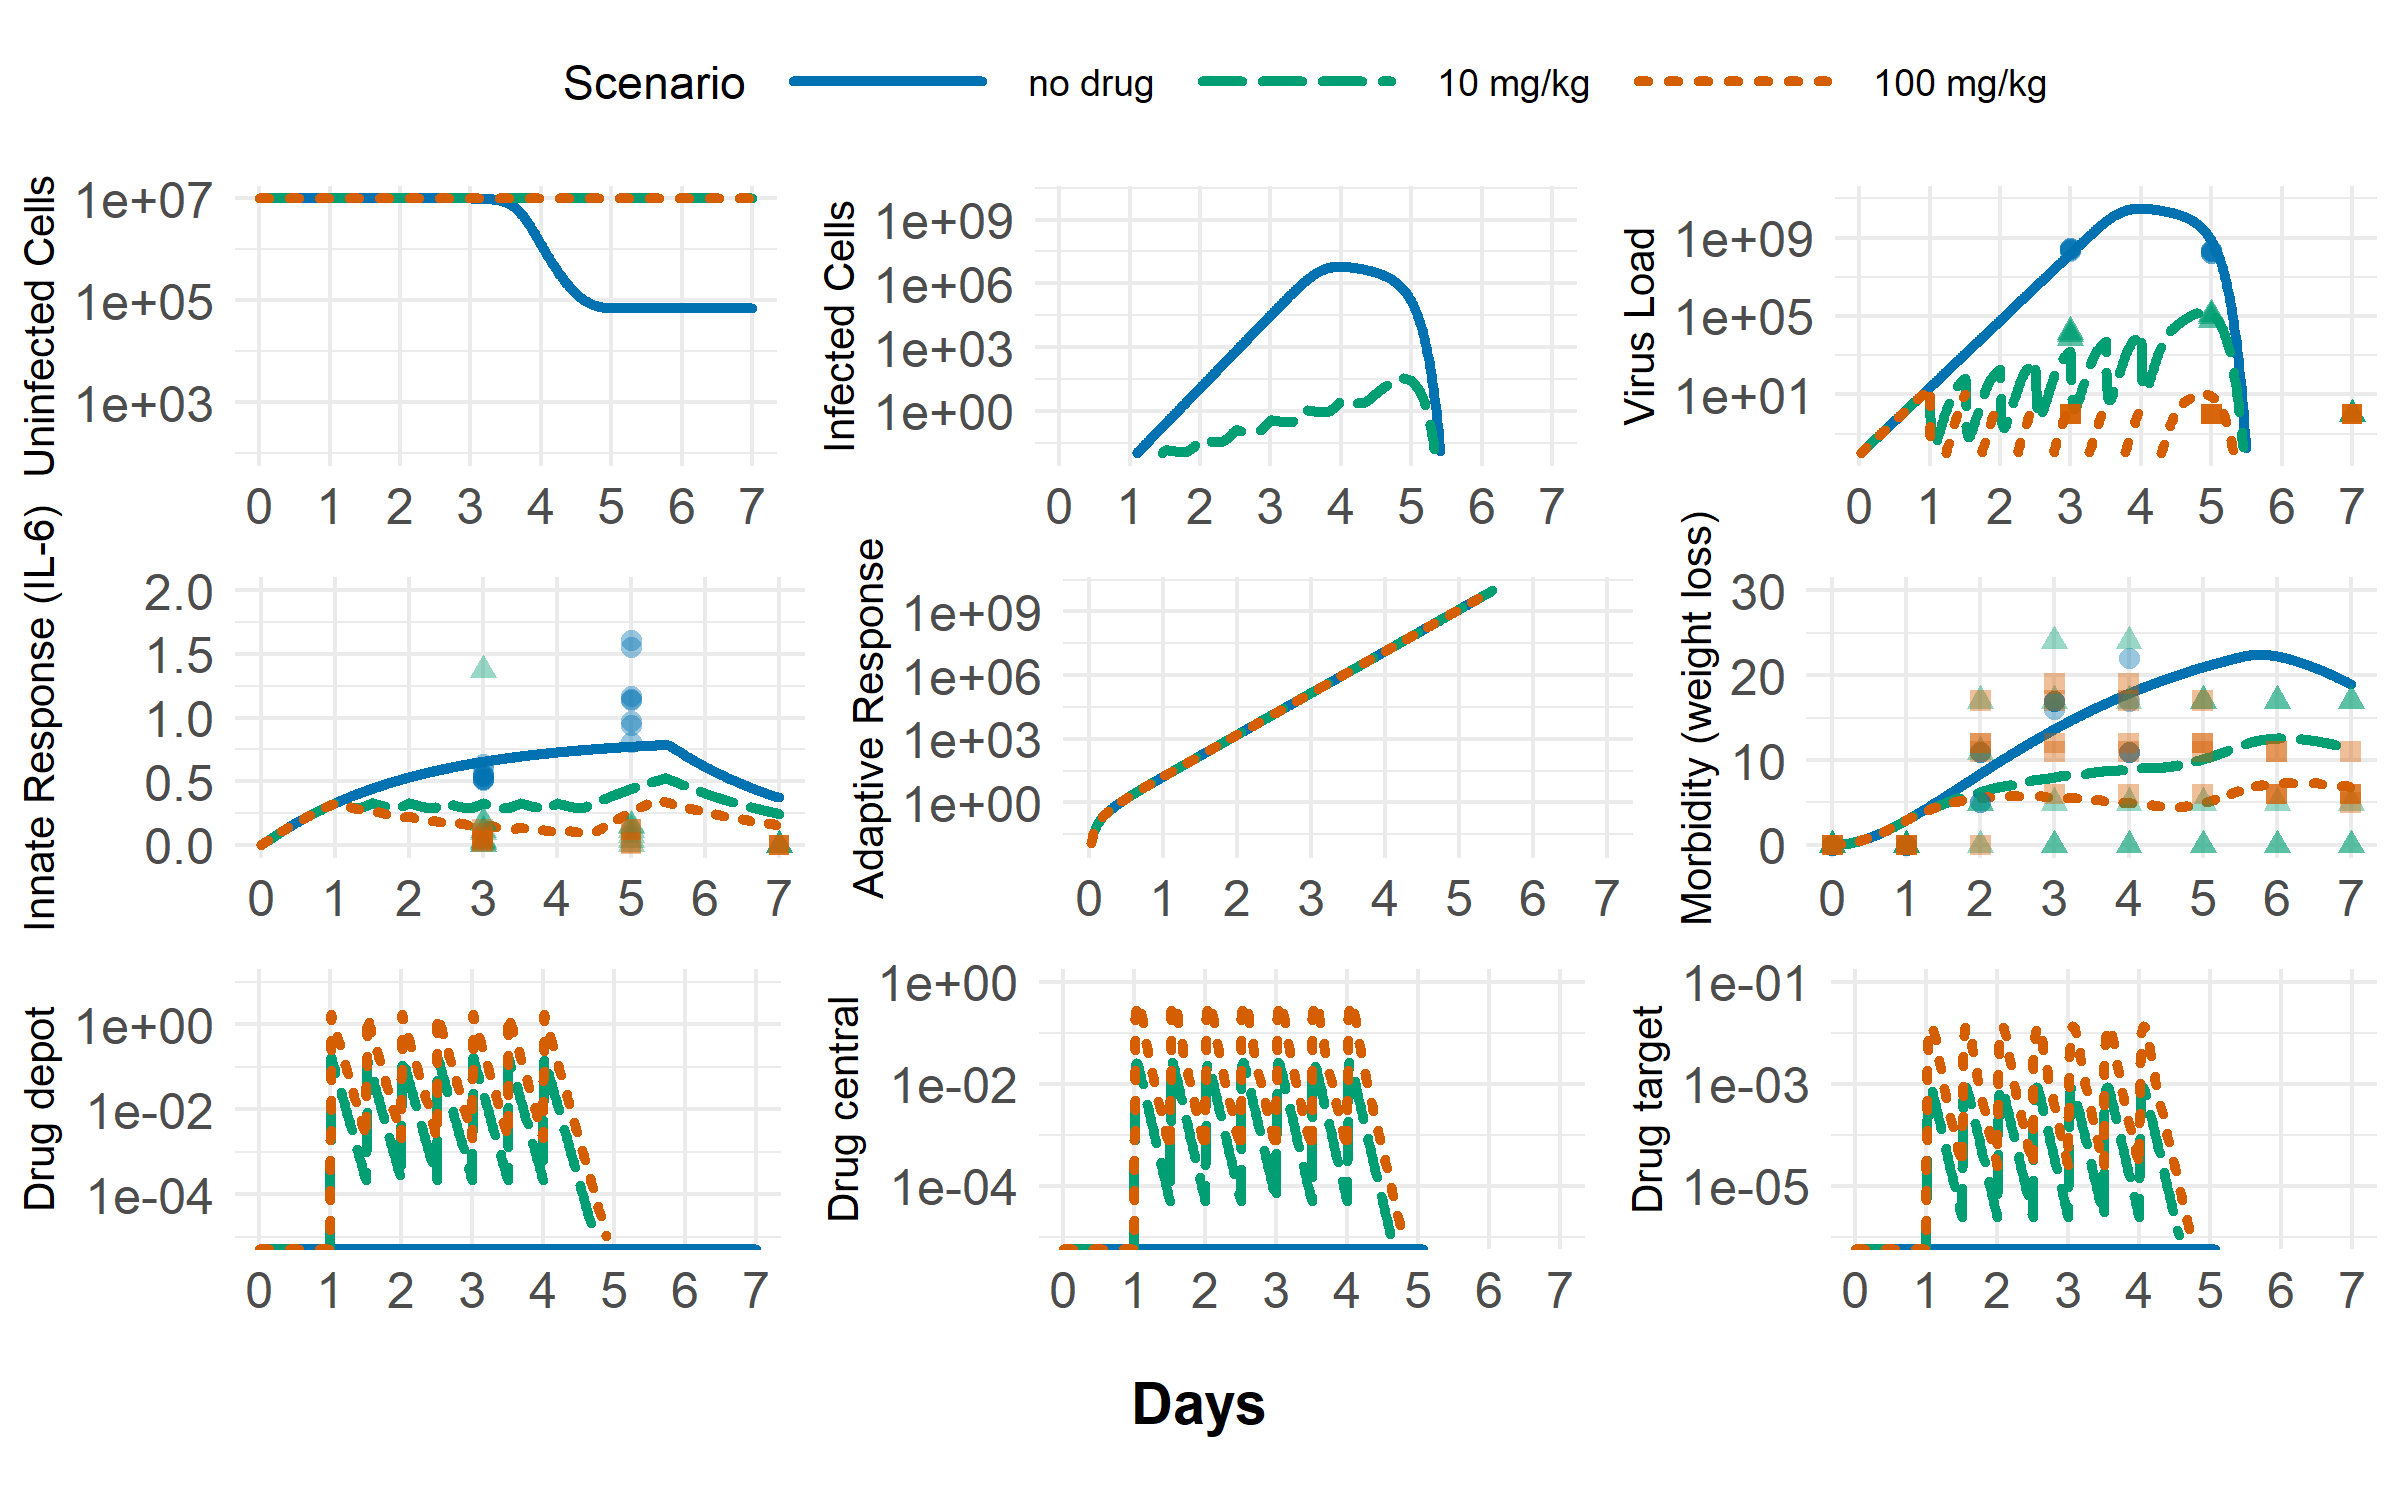 Scenario no drug 10 mg/kg 100 mg/kg
Uninfected Cells
1e+07
1e+05
1e+03
0 1 2 3 4 5 6 7
Infected Cells
1e+09
1e+06
1e+03
1e+00
0 1 2 3 4 5 6 7
Virus Load
1e+09
1e+05
1e+01
0 1 2 3 4 5 6 7
Innate Response (IL-6)
2.0
1.5
1.0
0.5
0.0
0 1 2 3 4 5 6 7
Adaptive Response
1e+09
1e+06
1e+03
1e+00
0 1 2 3 4 5 6 7
Morbidity (weight loss)
30
20
10
0
0 1 2 3 4 5 6 7
Drug depot
1e+00
1e-02
1e-04
0 1 2 3 4 5 6 7
Drug central
1e+00
1e-02
1e-04
0 1 2 3 4 5 6 7
Drug target
1e-01
1e-03
1e-05
0 1 2 3 4 5 6 7
Days